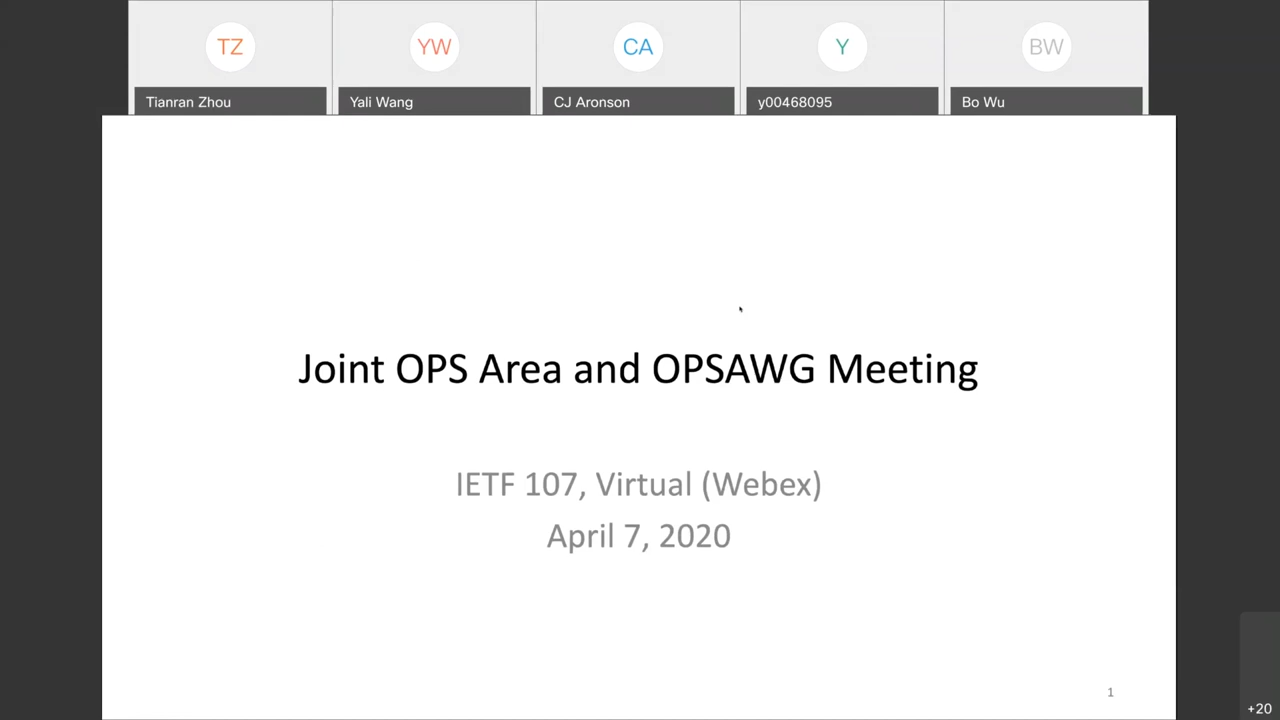 TZ
YW
CA
Y
BW
Tianran Zhou
Yali Wang
CJ Aronson
y00468095
Bo Wu
Joint OPS Area and OPSAWG Meeting
IETF 107, Virtual (Webex)
April 7, 2020
1
+20